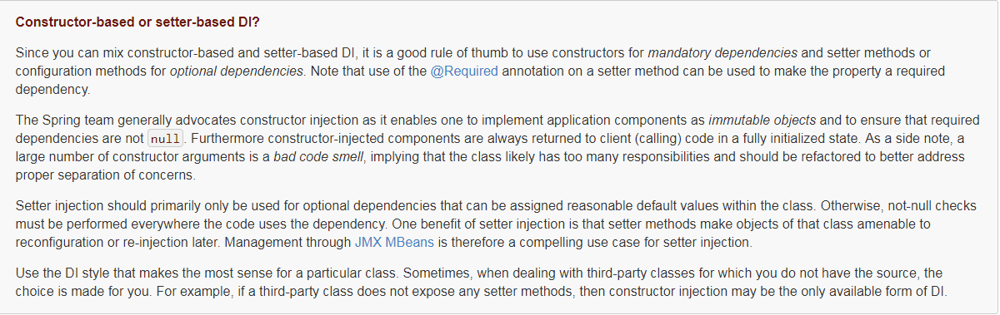 Constructor-based or setter-based DI?
Since you can mix constructor-based and setter-based DI, it is a good rule of thumb to use constructors for mandatory dependencies and setter methods or
configuration methods for optional dependencies. Note that use of the @Required annotation on a setter method can be used to make the property a required
dependency.
The Spring team generally advocates constructor injection as it enables one to implement application components as immutable objects and to ensure that required
dependencies are not null. Furthermore constructor-injected components are always returned to client (calling) code in a fully initialized state. As a side note, a
large number of constructor arguments is a bad code smell, implying that the class likely has too many responsibilities and should be refactored to better address
proper separation of concerns.
Setter injection should primarily only be used for optional dependencies that can be assigned reasonable default values within the class. Otherwise, not-null checks
must be performed everywhere the code uses the dependency. One benefit of setter injection is that setter methods make objects of that class amenable to
reconfiguration or re-injection later. Management through JMX MBeans is therefore a compelling use case for setter injection.
Use the DI style that makes the most sense for a particular class. Sometimes, when dealing with third-party classes for which you do not have the source, the
choice is made for you. For example, if a third-party class does not expose any setter methods, then constructor injection may be the only available form of DI.